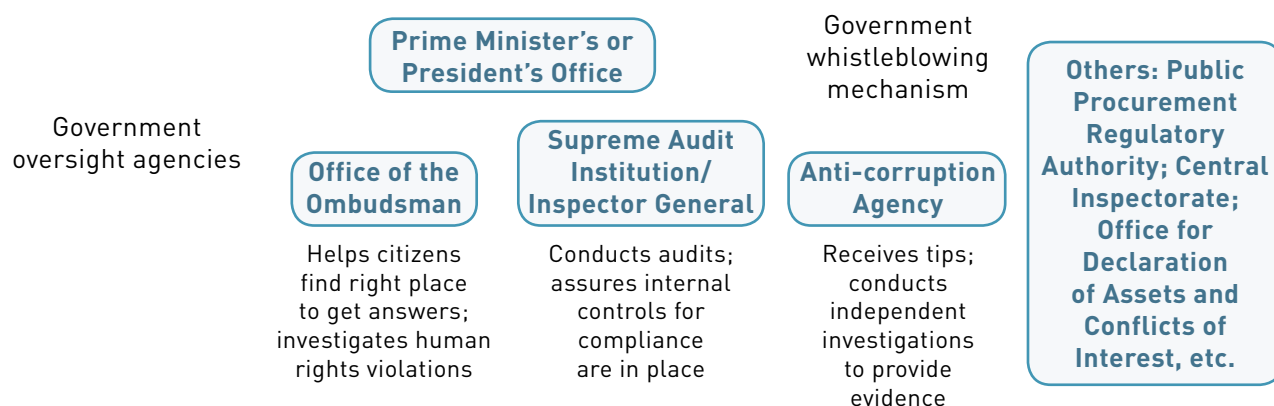 Government
oversight agencies
Prime Minister’s or
President’s Office
Government
whistleblowing
mechanism
Office of the
Ombudsman
Helps citizens
find right place
to get answers;
investigates human
rights violations
Supreme Audit
Institution/
Inspector General
Conducts audits;
assures internal
controls for
compliance
are in place
Anti-corruption
Agency
Receives tips;
conducts
independent
investigations
to provide
evidence
Others: Public
Procurement
Regulatory
Authority; Central
Inspectorate;
Office for
Declaration
of Assets and
Conflicts of
Interest, etc.